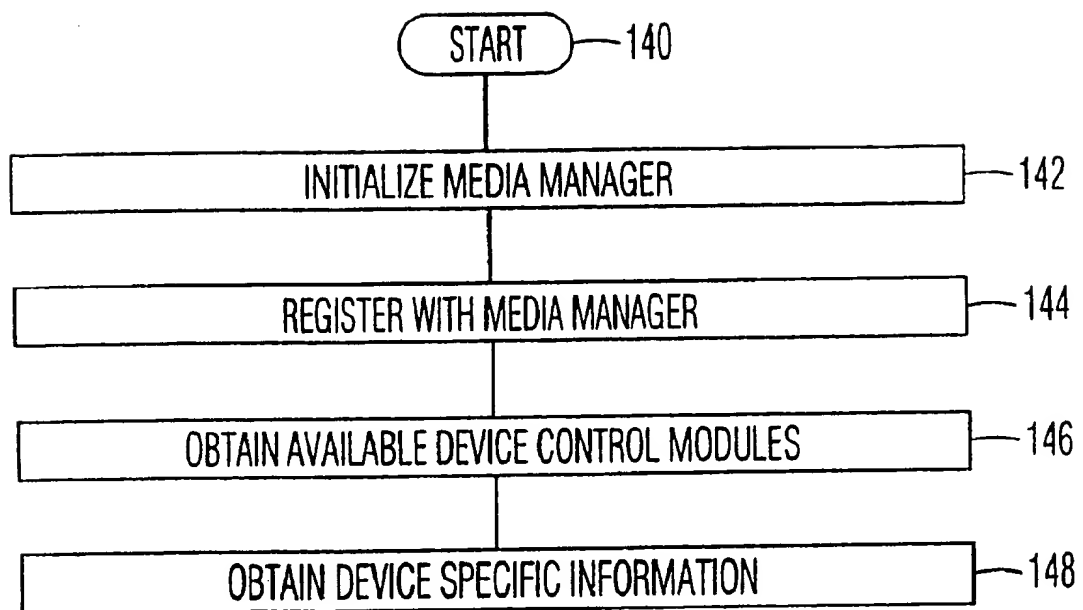 START 140
INITIALIZE MEDIA MANAGER 142
REGISTER WITH MEDIA MANAGER 144
OBTAIN AVAILABLE DEVICE CONTROL MODULES 146
OBTAIN DEVICE SPECIFIC INFORMATION 148